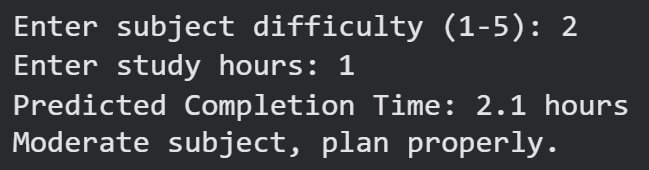 Enter subject difficulty (1-5): 2
Enter study hours: 1
Predicted Completion Time: 2.1 hours
Moderate subject, plan properly.